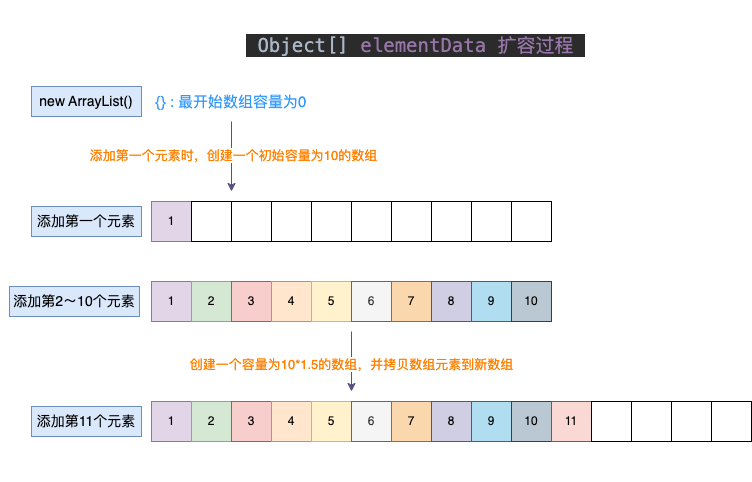 Object[] elementData 扩容过程
new ArrayList() {} : 最开始数组容量为0
添加第一个元素时，创建一个初始容量为10的数组
添加第一个元素 1
添加第2～10个元素 1 2 3 4 5 6 7 8 9 10
创建一个容量为10*1.5的数组，并拷贝数组元素到新数组
添加第11个元素 1 2 3 4 5 6 7 8 9 10 11